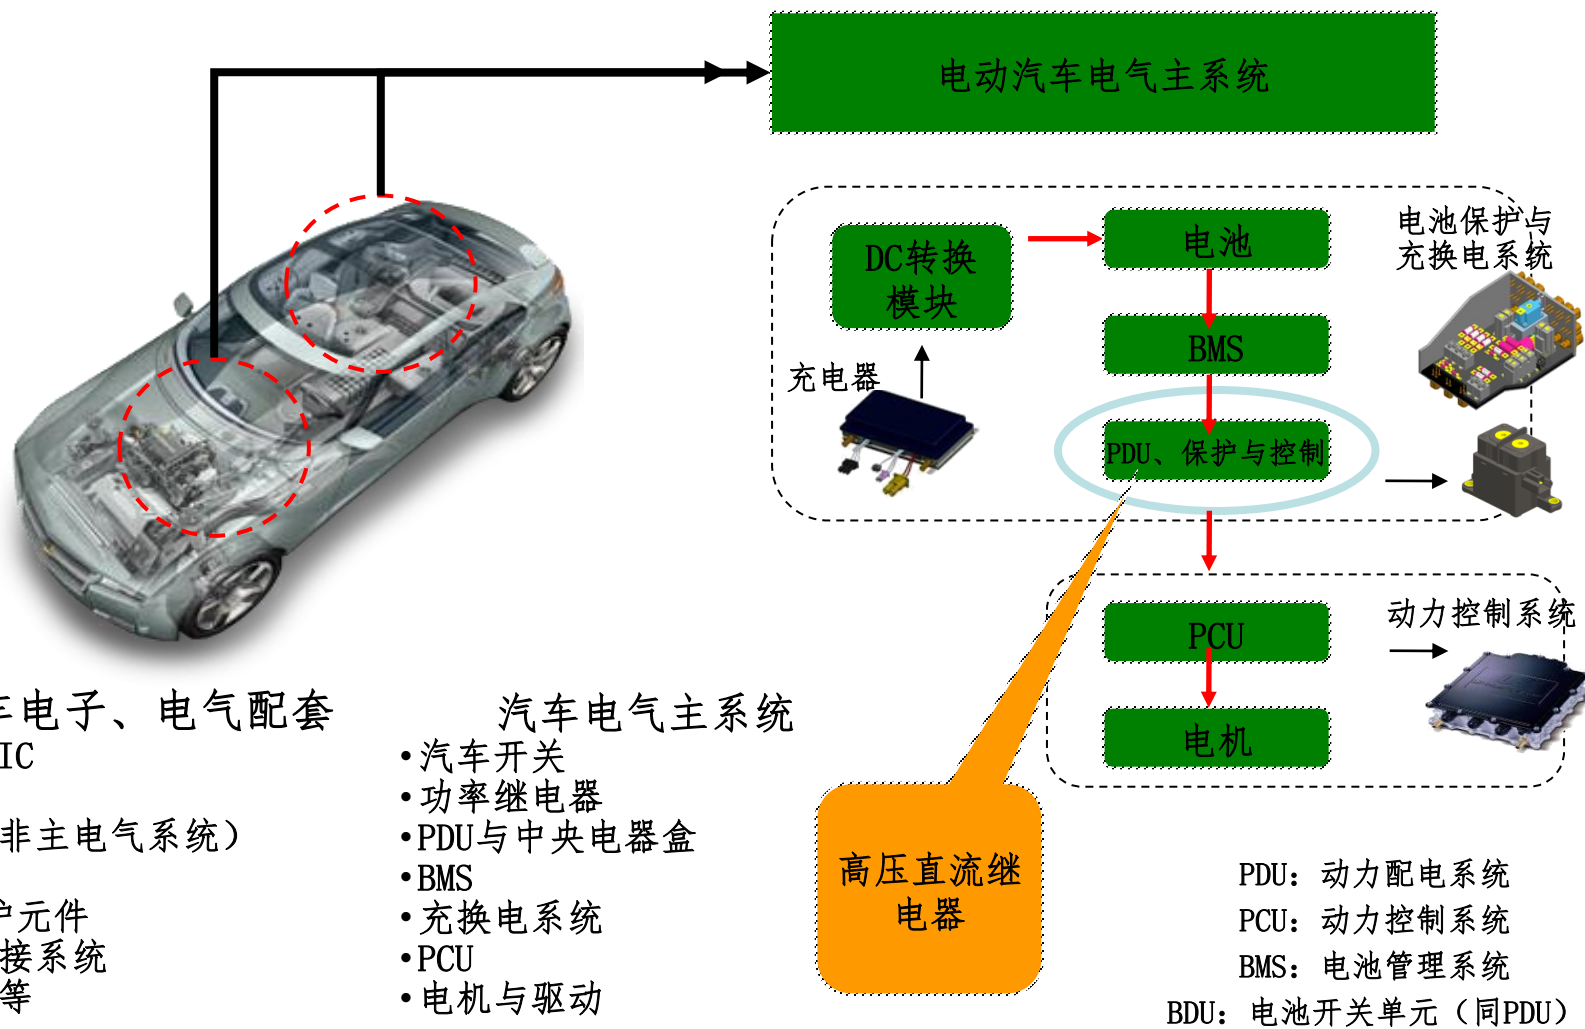 电动汽车电气主系统
DC转换
模块
电池
电池保护与
充换电系统
BMS
充电器
PDU、保护与控制
PCU
动力控制系统
电机
高压直流继
电器
车电子、电气配套
IC
非主电气系统）
户元件
接系统
等
汽车电气主系统
•汽车开关
•功率继电器
•PDU与中央电器盒
•BMS
•充换电系统
•PCU
•电机与驱动
PDU：动力配电系统
PCU：动力控制系统
BMS：电池管理系统
BDU：电池开关单元（同PDU）